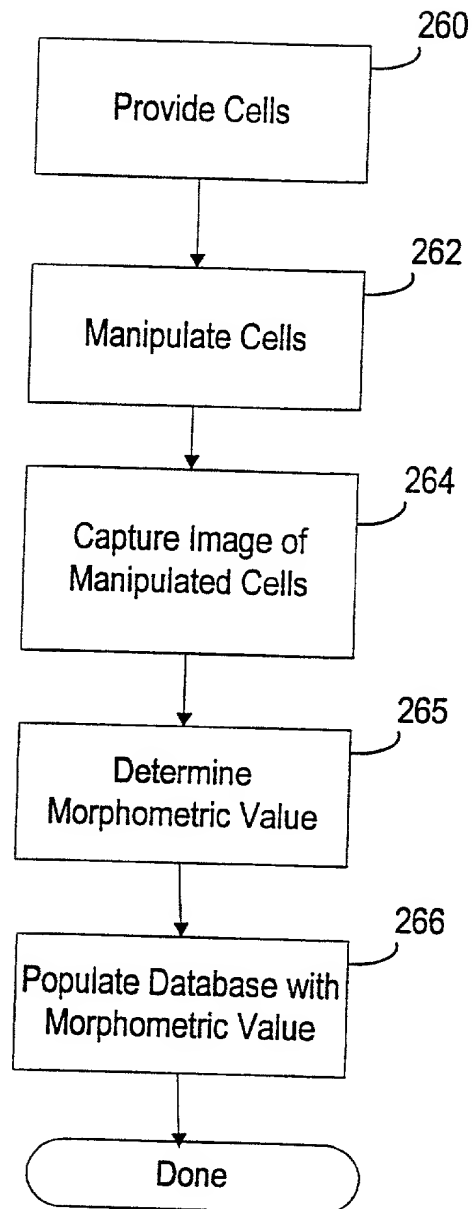 260
Provide Cells
262
Manipulate Cells
264
Capture Image of
Manipulated Cells
265
Determine
Morphometric Value
266
Populate Database with
Morphometric Value
Done